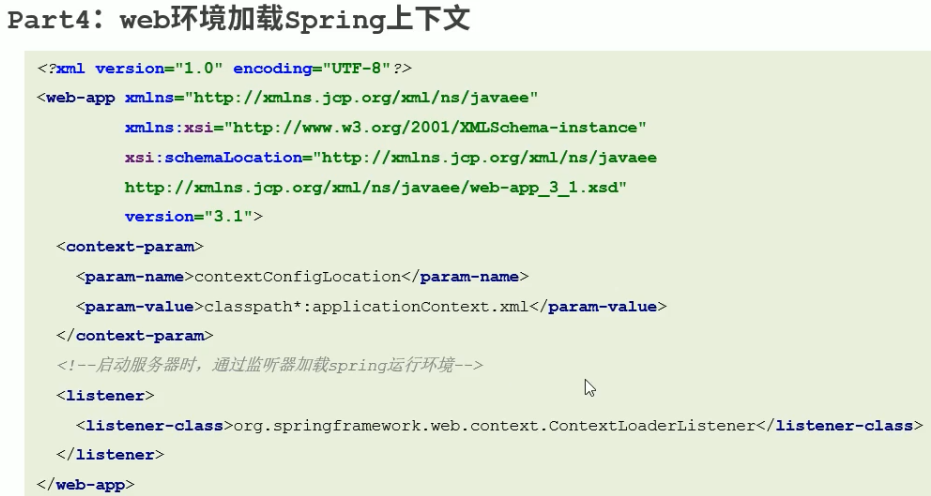 Part4：web环境加载Spring上下文
<?xml version="1.0" encoding="UTF-8"?>
<web-app xmlns="http://xmlns.jcp.org/xml/ns/javaee"
xmlns:xsi="http://www.w3.org/2001/XMLSchema-instance"
xsi:schemaLocation="http://xmlns.jcp.org/xml/ns/javaee
http://xmlns.jcp.org/xml/ns/javaee/web-app_3_1.xsd"
version="3.1">
<context-param>
<param-name>contextConfigLocation</param-name>
<param-value>classpath*:applicationContext.xml</param-value>
</context-param>
<!--启动服务器时，通过监听器加载spring运行环境-->
<listener>
<listener-class>org.springframework.web.context.ContextLoaderListener</listener-class>
</listener>
</web-app>